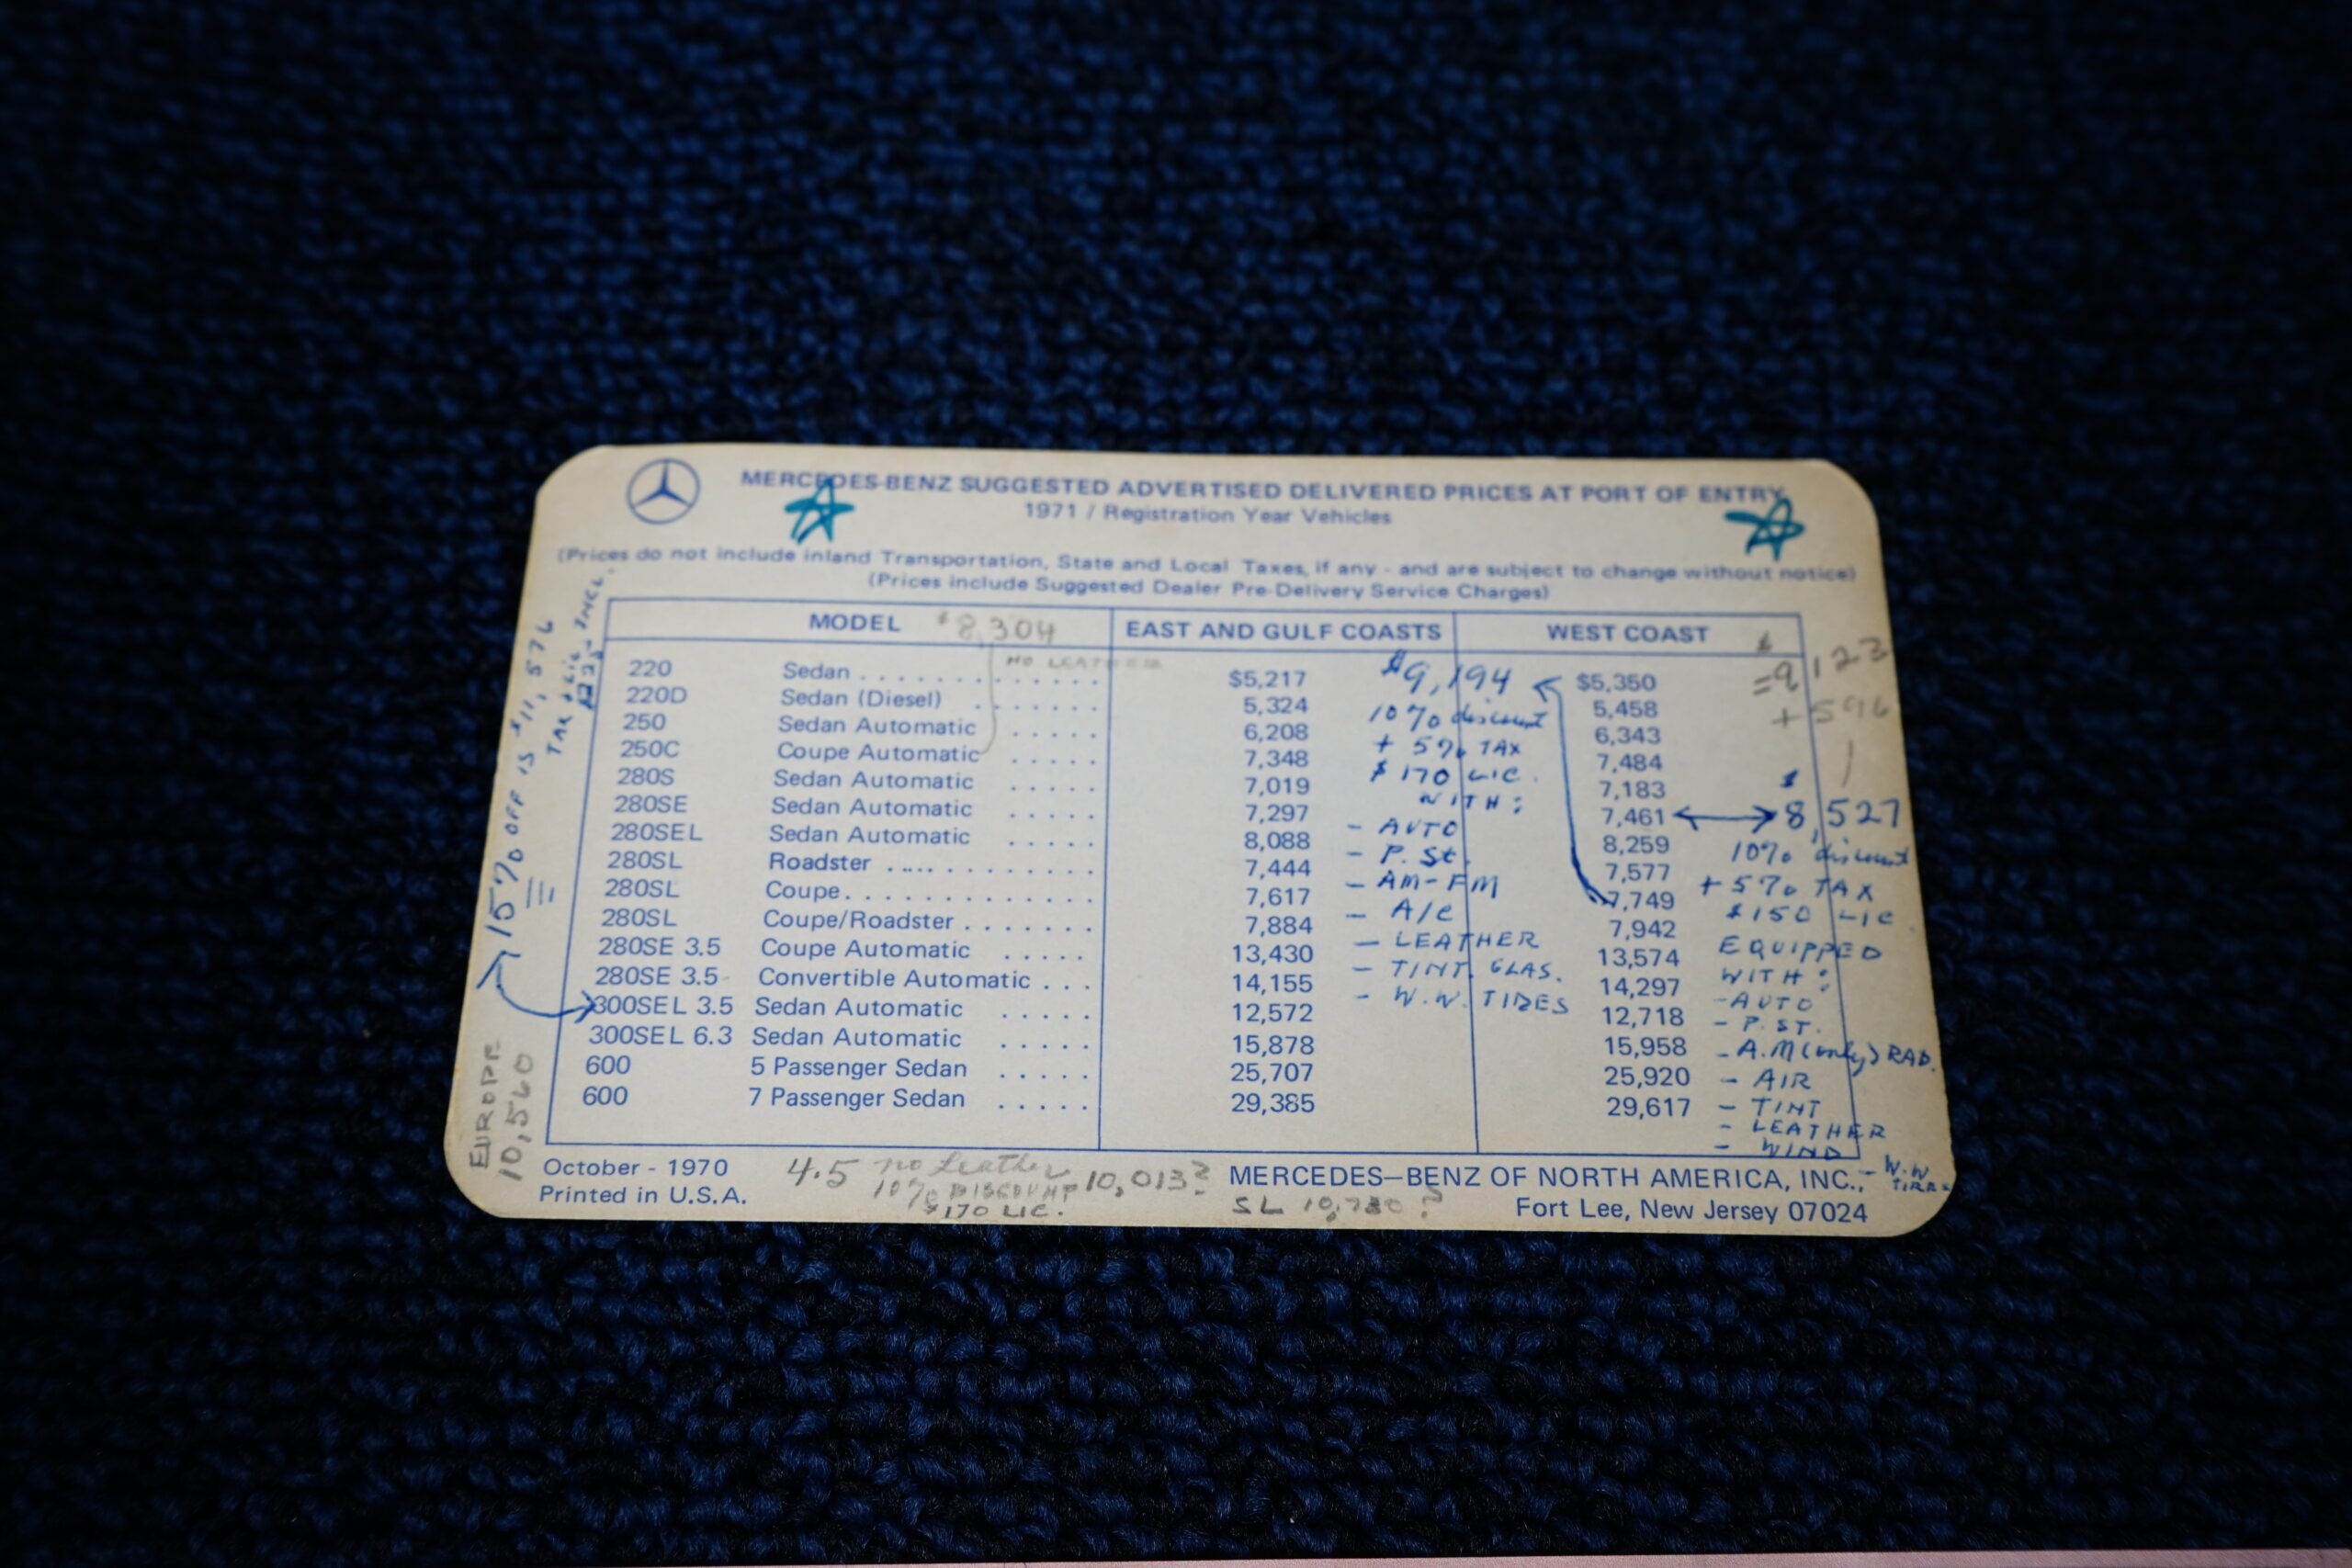 MERCEDES-BENZ SUGGESTED ADVERTISED DELIVERED PRICES AT PORT OF ENTRY
1971 / Registration Year Vehicles
(Prices do not include inland Transportation, State and Local Taxes, if any - and are subject to change without notice)
(Prices include Suggested Dealer Pre-Delivery Service Charges)
MODEL $8,304 EAST AND GULF COASTS WEST COAST
NO LEATHER
220 Sedan . . . . . . . . . . . . . $5,217 $5,350
220D Sedan (Diesel) . . . . . . . 5,324 5,458
250 Sedan Automatic . . . . . 6,208 6,343
250C Coupe Automatic . . . . . 7,348 7,484
280S Sedan Automatic . . . . . 7,019 7,183
280SE Sedan Automatic . . . . . 7,297 7,461
280SEL Sedan Automatic . . . . . 8,088 8,259
280SL Roadster . . . . . . . . . . . . 7,444 7,577
280SL Coupe. . . . . . . . . . . . . 7,617 7,749
280SL Coupe/Roadster . . . . . . . 7,884 7,942
280SE 3.5 Coupe Automatic . . . . . 13,430 13,574
280SE 3.5 Convertible Automatic . . . 14,155 14,297
300SEL 3.5 Sedan Automatic . . . . . 12,572 12,718
300SEL 6.3 Sedan Automatic . . . . . 15,878 15,958
600 5 Passenger Sedan . . . . . 25,707 25,920
600 7 Passenger Sedan . . . . . 29,385 29,617
$9,194
10% discount
+ 5% TAX
$170 LIC.
WITH:
- AUTO
- P. St.
- AM-FM
- A/C
- LEATHER
- TINT. GLAS.
- W.W. TIRES
$
=9,123
+596
$
8,527
10% discount
+ 5% TAX
$150 LIC.
EQUIPPED
WITH:
- AUTO
- P. ST.
- A.M (only) RAD.
- AIR
- TINT
- LEATHER
- WIND
- W.W.
TIRES
15% OFF IS $11,576
TAX & LIC. INCL.
EUROPE
10,560
October - 1970
Printed in U.S.A.
4.5 no Leather 10,013?
10% DISCOUNT
$170 LIC.
MERCEDES—BENZ OF NORTH AMERICA, INC.,
SL 10,780 ?
Fort Lee, New Jersey 07024